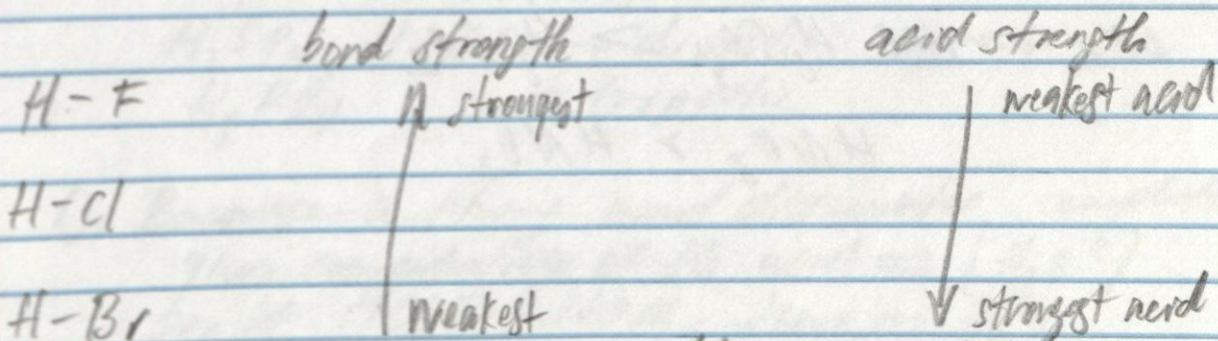 bond strength acid strength
H-F strongest weakest acid
H-Cl
H-Br weakest strongest acid